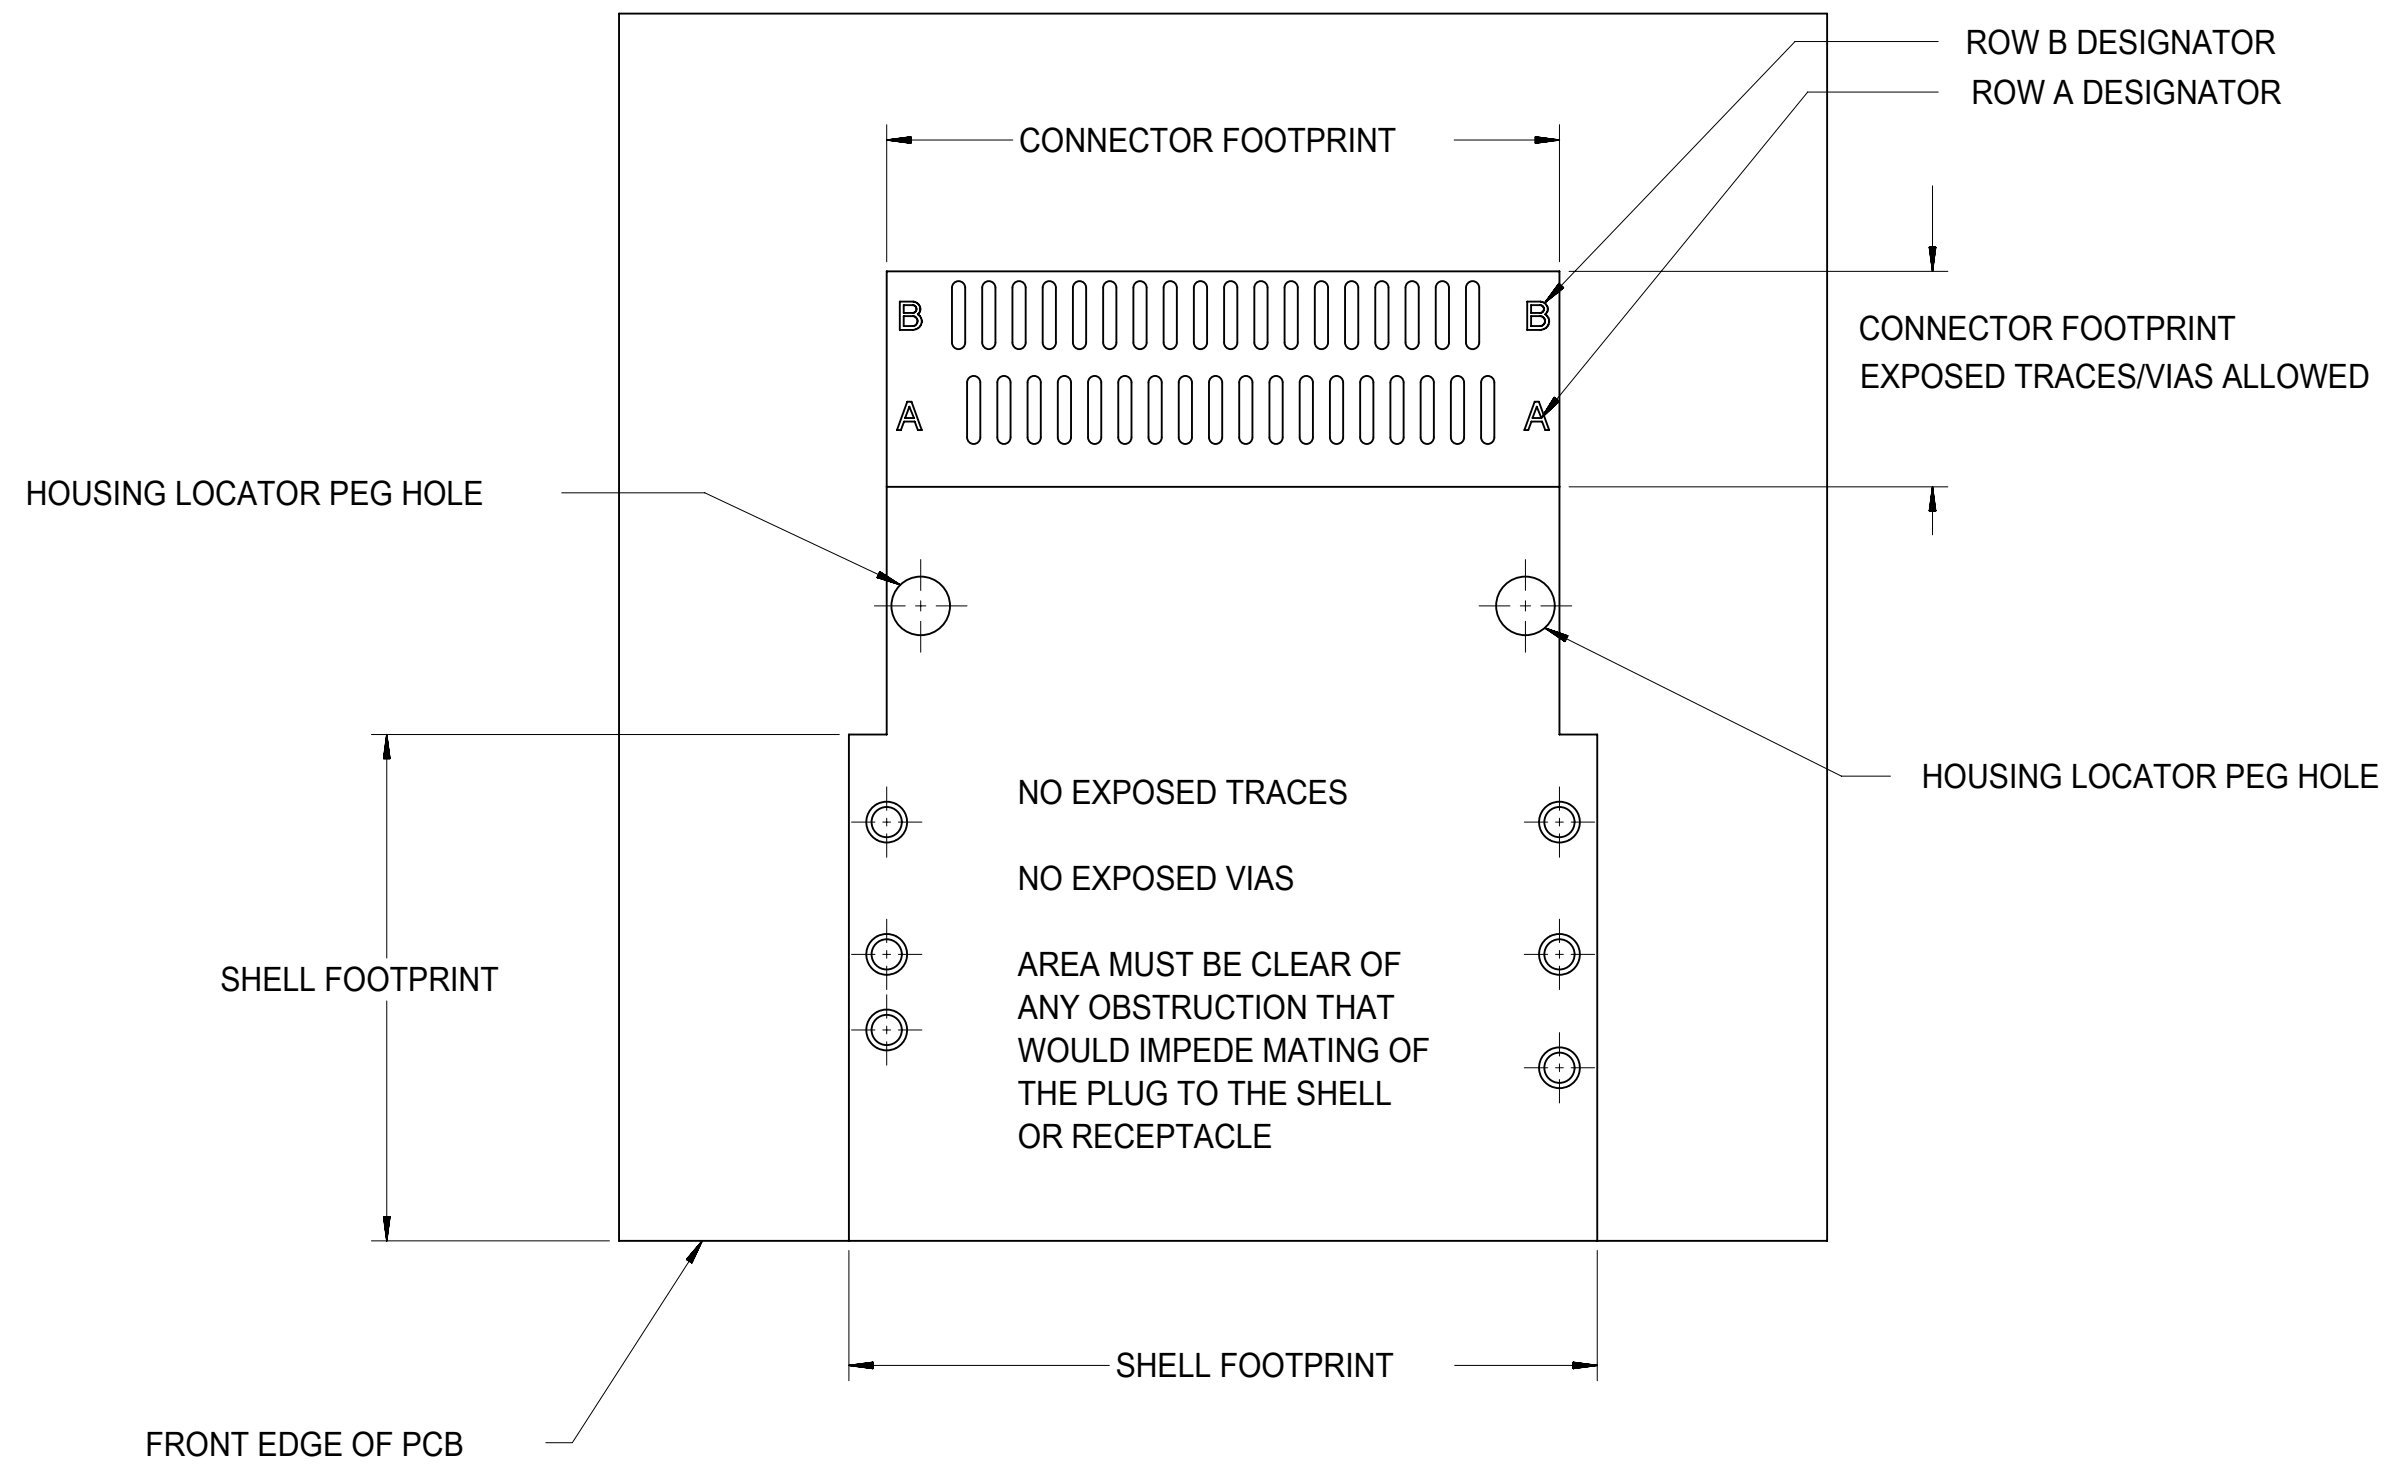 ROW B DESIGNATOR
ROW A DESIGNATOR
CONNECTOR FOOTPRINT
B
B
CONNECTOR FOOTPRINT
EXPOSED TRACES/VIAS ALLOWED
A
A
HOUSING LOCATOR PEG HOLE
HOUSING LOCATOR PEG HOLE
NO EXPOSED TRACES
NO EXPOSED VIAS
AREA MUST BE CLEAR OF
ANY OBSTRUCTION THAT
WOULD IMPEDE MATING OF
THE PLUG TO THE SHELL
OR RECEPTACLE
SHELL FOOTPRINT
SHELL FOOTPRINT
FRONT EDGE OF PCB